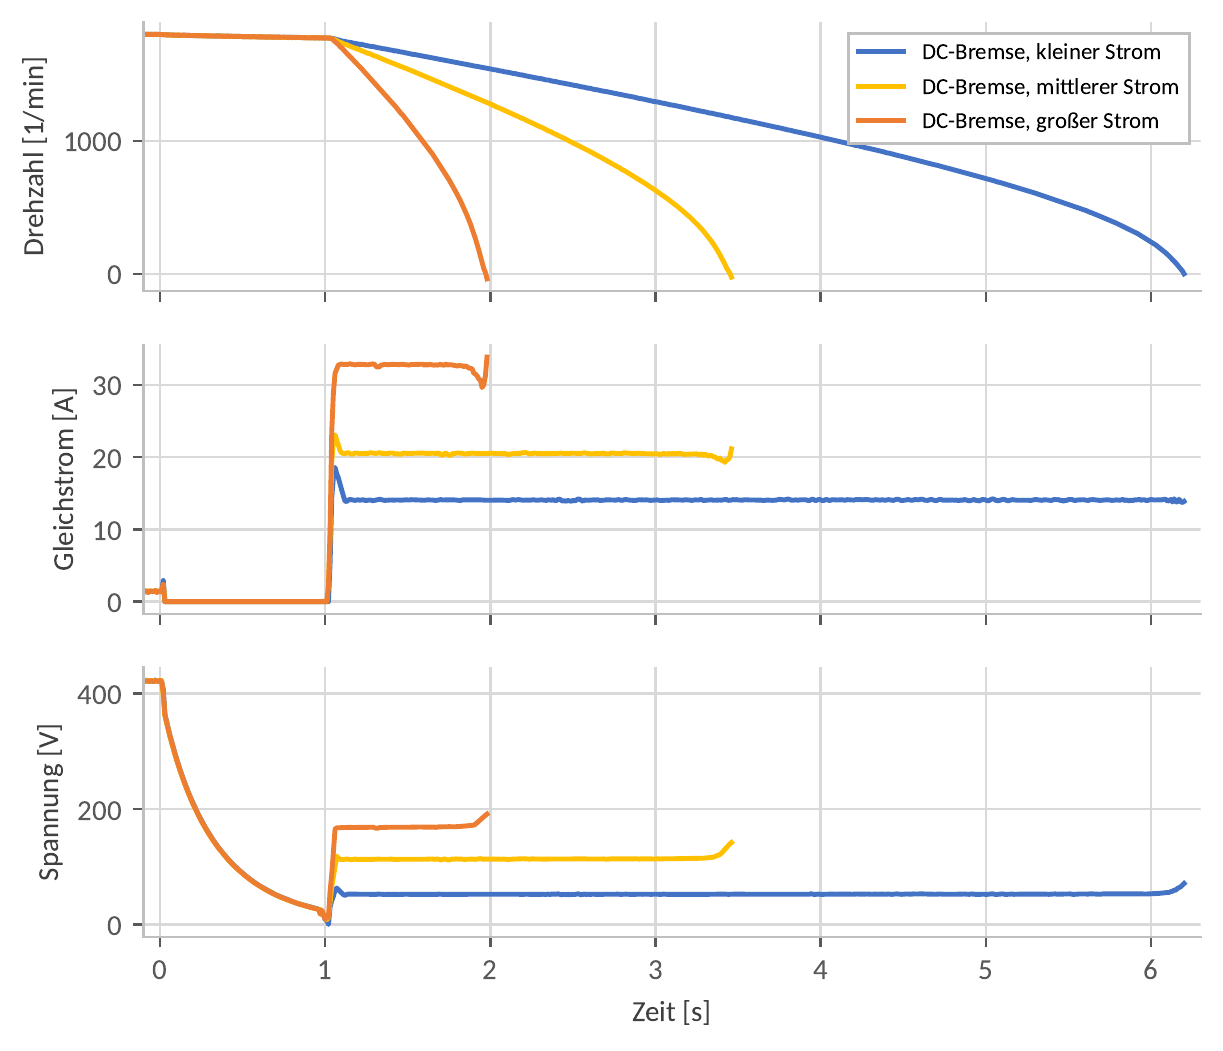 Drehzahl [1/min]
1000
0
DC-Bremse, kleiner Strom
DC-Bremse, mittlerer Strom
DC-Bremse, großer Strom
Gleichstrom [A]
30
20
10
0
Spannung [V]
400
200
0
0 1 2 3 4 5 6
Zeit [s]